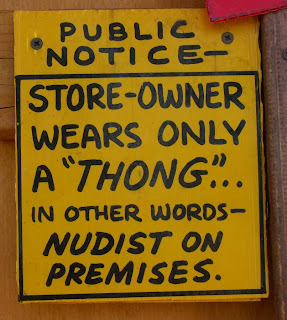 PUBLIC
NOTICE—
STORE-OWNER
WEARS ONLY
A "THONG"...
IN OTHER WORDS—
NUDIST ON
PREMISES.